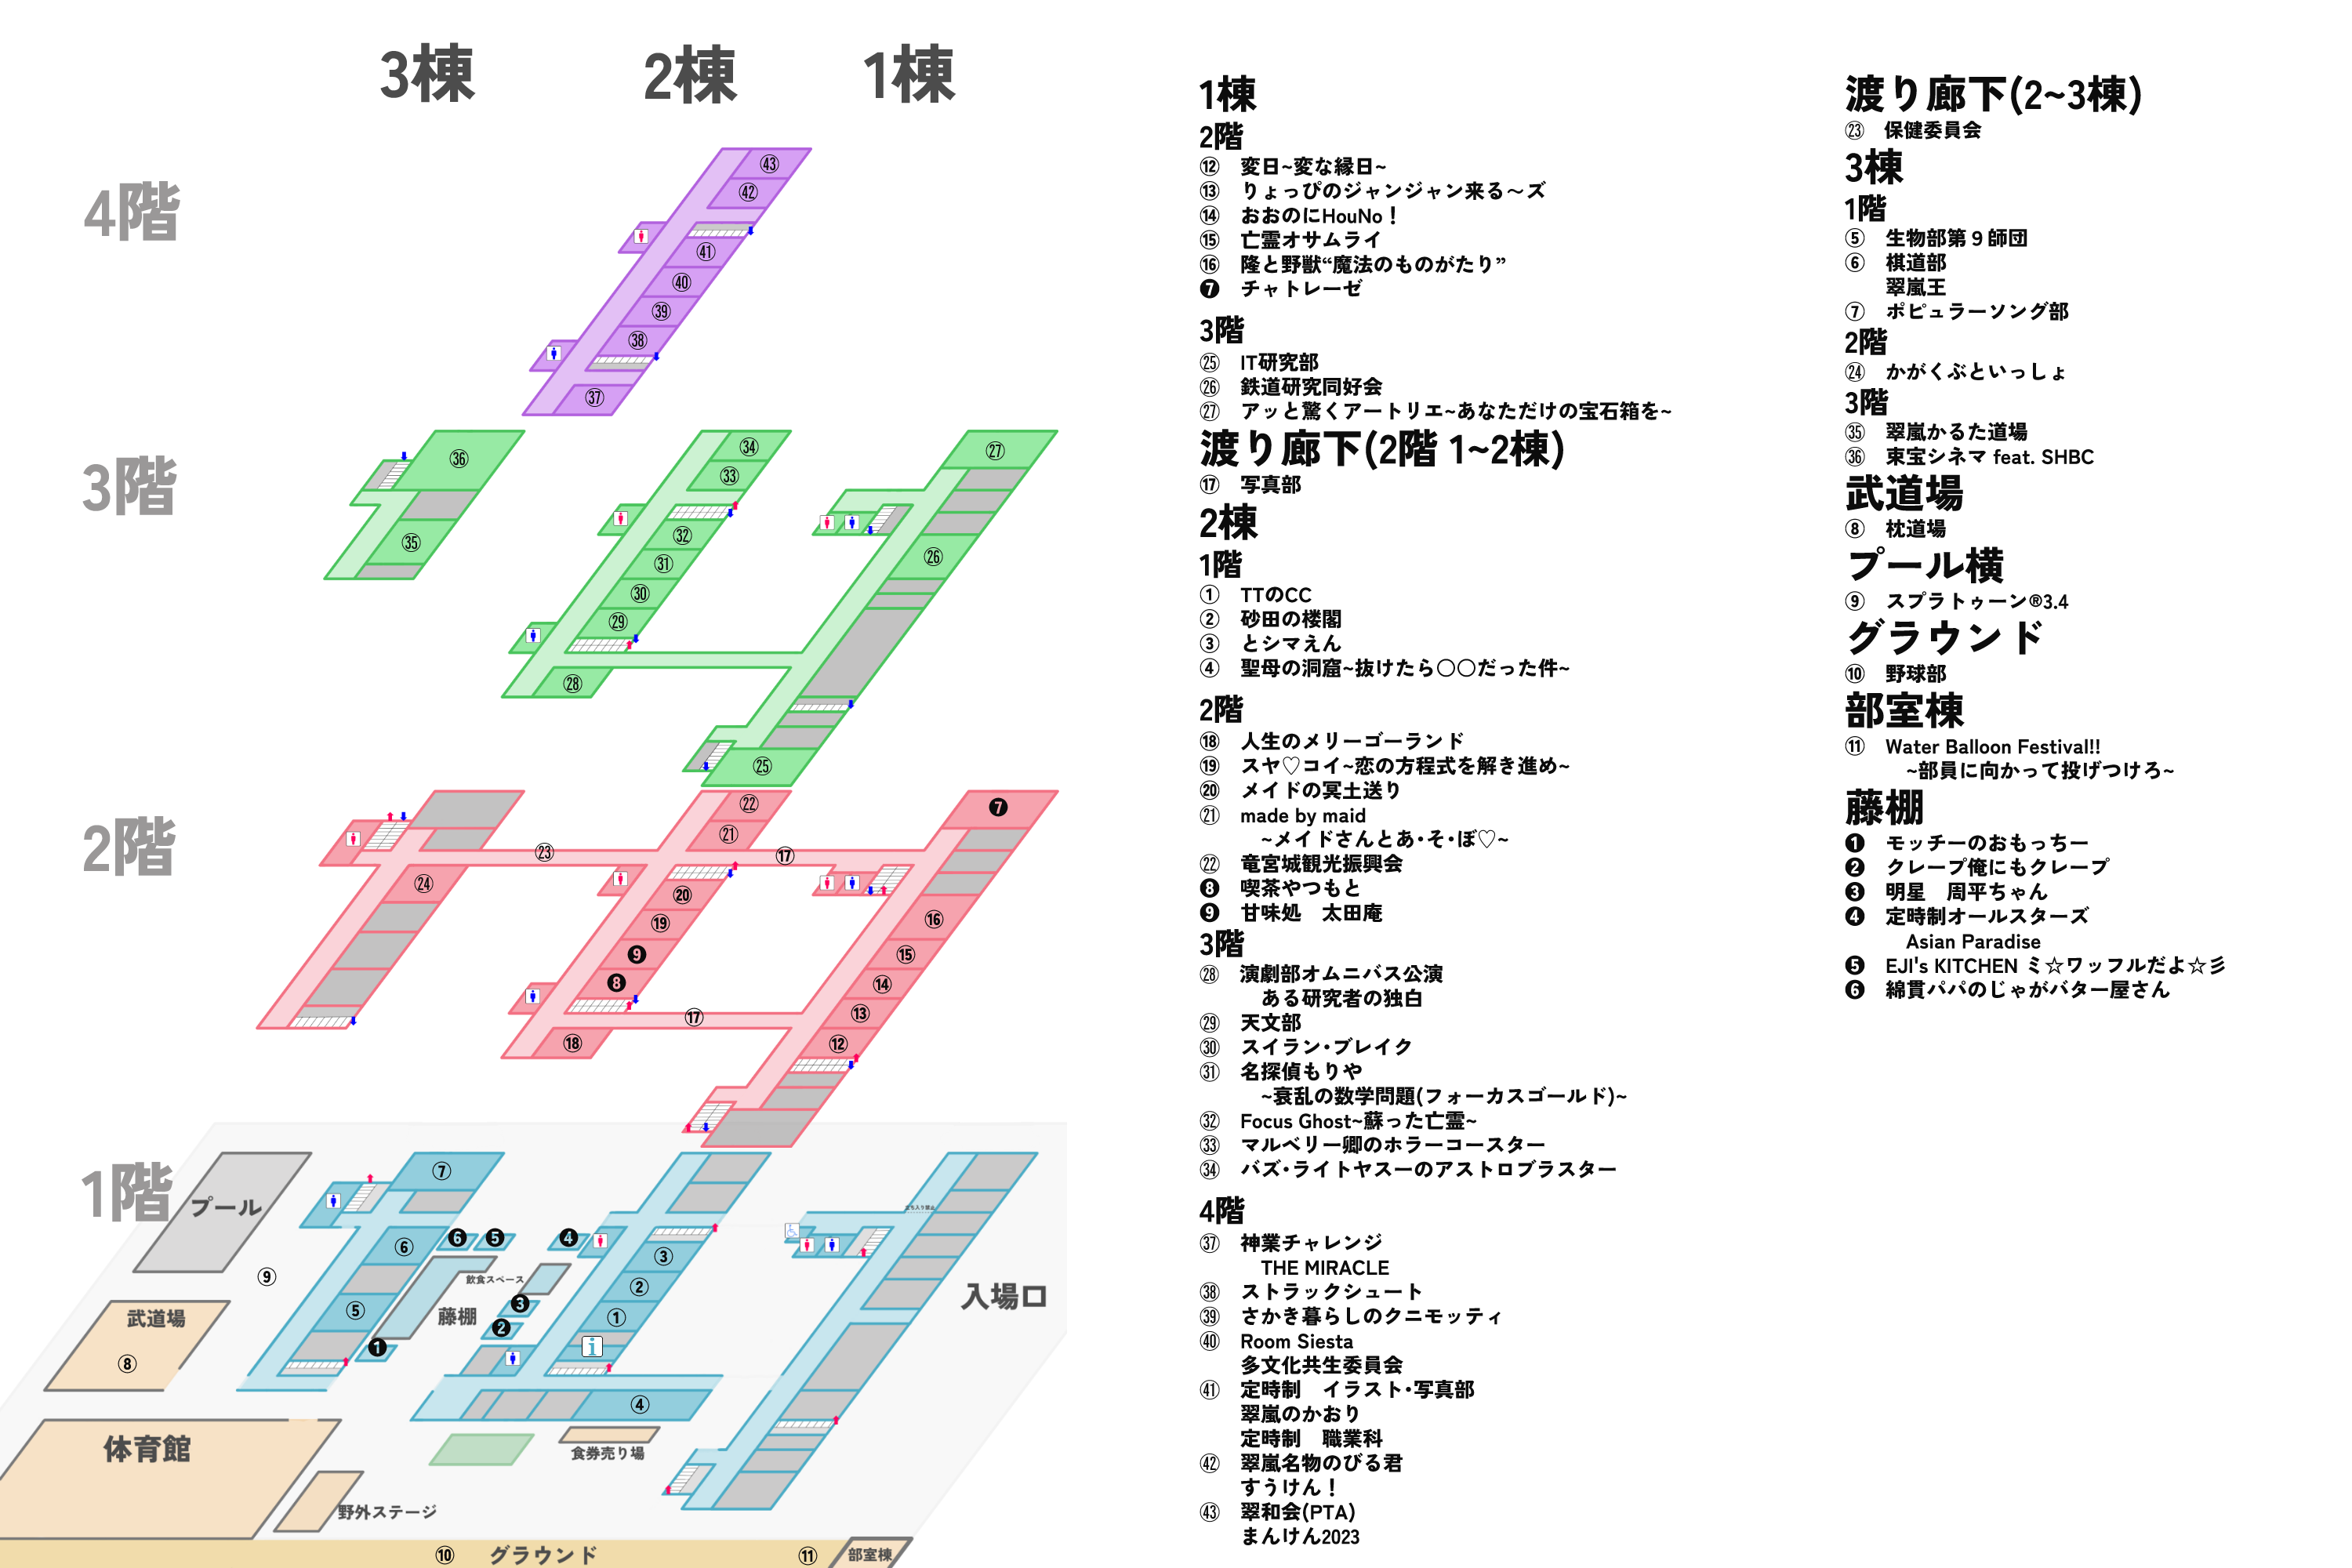 3棟
2棟
1棟
4階
43
42
41
40
39
38
37
3階
36
35
34
33
32
31
30
29
28
27
26
25
2階
24
23
22
21
17
20
19
9
8
18
17
7
16
15
14
13
12
1階
プール
7
6
5
9
武道場
8
6
5
4
飲食スペース
藤棚
3
2
1
3
2
1
i
4
立ち入り禁止
入場口
食券売り場
体育館
野外ステージ
10
グラウンド
11
部室棟
1棟
2階
⑫ 変日~変な縁日~
⑬ りょっぴのジャンジャン来る〜ズ
⑭ おおのにHouNo！
⑮ 亡霊オサムライ
⑯ 隆と野獣“魔法のものがたり”
❼ チャトレーゼ
3階
㉕ IT研究部
㉖ 鉄道研究同好会
㉗ アッと驚くアートリエ~あなただけの宝石箱を~
渡り廊下(2階 1~2棟)
⑰ 写真部
2棟
1階
① TTのCC
② 砂田の楼閣
③ とシマえん
④ 聖母の洞窟~抜けたら○○だった件~
2階
⑱ 人生のメリーゴーランド
⑲ スヤ♡コイ~恋の方程式を解き進め~
⑳ メイドの冥土送り
㉑ made by maid
~メイドさんとあ･そ･ぼ♡~
㉒ 竜宮城観光振興会
❽ 喫茶やつもと
❾ 甘味処　太田庵
3階
㉘ 演劇部オムニバス公演
ある研究者の独白
㉙ 天文部
㉚ スイラン･ブレイク
㉛ 名探偵もりや
~衰乱の数学問題(フォーカスゴールド)~
㉜ Focus Ghost~蘇った亡霊~
㉝ マルベリー卿のホラーコースター
㉞ バズ･ライトヤスーのアストロブラスター
4階
㊲ 神業チャレンジ
THE MIRACLE
㊳ ストラックシュート
㊴ さかき暮らしのクニモッティ
㊵ Room Siesta
多文化共生委員会
㊶ 定時制　イラスト･写真部
翠嵐のかおり
定時制　職業科
㊷ 翠嵐名物のびる君
すうけん！
㊸ 翠和会(PTA)
まんけん2023
渡り廊下(2~3棟)
㉓ 保健委員会
3棟
1階
⑤ 生物部第９師団
⑥ 棋道部
翠嵐王
⑦ ポピュラーソング部
2階
㉔ かがくぶといっしょ
3階
㉟ 翠嵐かるた道場
㊱ 東宝シネマ feat. SHBC
武道場
⑧ 枕道場
プール横
⑨ スプラトゥーン®3.4
グラウンド
⑩ 野球部
部室棟
⑪ Water Balloon Festival!!
~部員に向かって投げつけろ~
藤棚
❶ モッチーのおもっちー
❷ クレープ俺にもクレープ
❸ 明星　周平ちゃん
❹ 定時制オールスターズ
Asian Paradise
❺ EJI's KITCHEN ミ☆ワッフルだよ☆彡
❻ 綿貫パパのじゃがバター屋さん